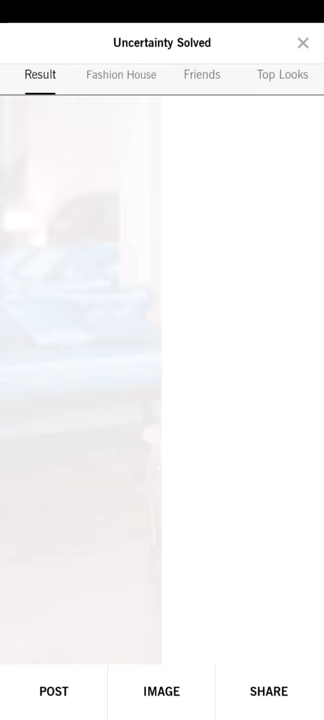 Uncertainty Solved
Result Fashion House Friends Top Looks
POST IMAGE SHARE